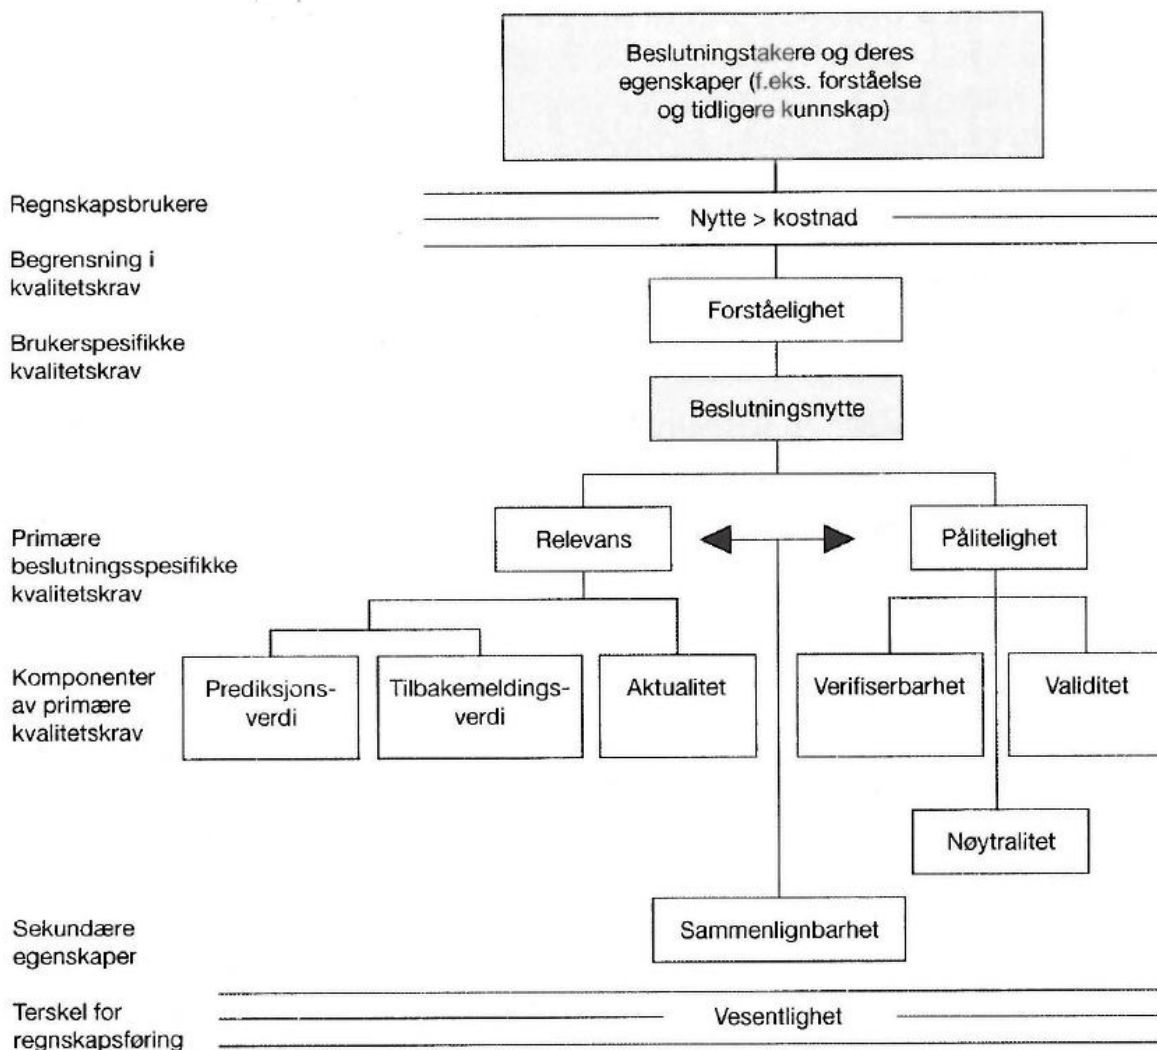 Beslutningstakere og deres
egenskaper (f.eks. forståelse
og tidligere kunnskap)
Regnskapsbrukere
Nytte > kostnad
Begrensning i
kvalitetskrav
Forståelighet
Brukerspesifikke
kvalitetskrav
Beslutningsnytte
Primære
beslutningsspesifikke
kvalitetskrav
Relevans
Pålitelighet
Komponenter
av primære
kvalitetskrav
Prediksjons-
verdi
Tilbakemeldings-
verdi
Aktualitet
Verifiserbarhet
Validitet
Nøytralitet
Sekundære
egenskaper
Sammenlignbarhet
Terskel for
regnskapsføring
Vesentlighet